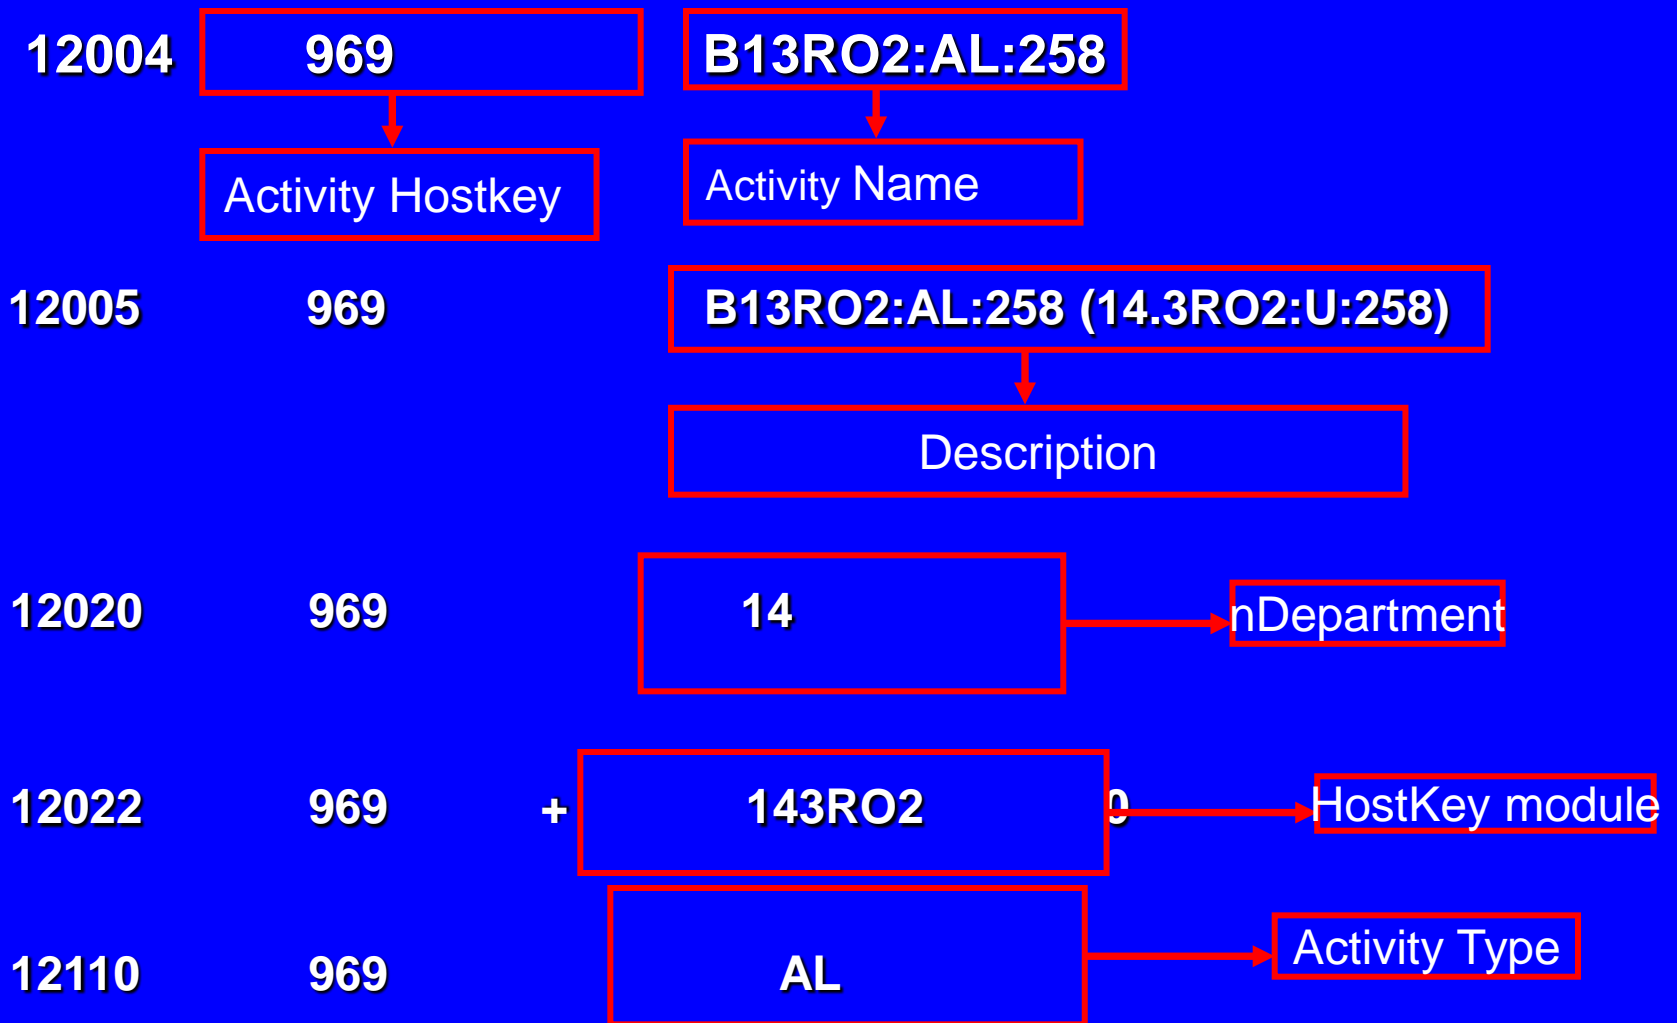 12004 969 B13RO2:AL:258
Activity Hostkey Activity Name
12005 969 B13RO2:AL:258 (14.3RO2:U:258)
Description
12020 969 14 nDepartment
12022 969 + 143RO2 0 HostKey module
12110 969 AL Activity Type